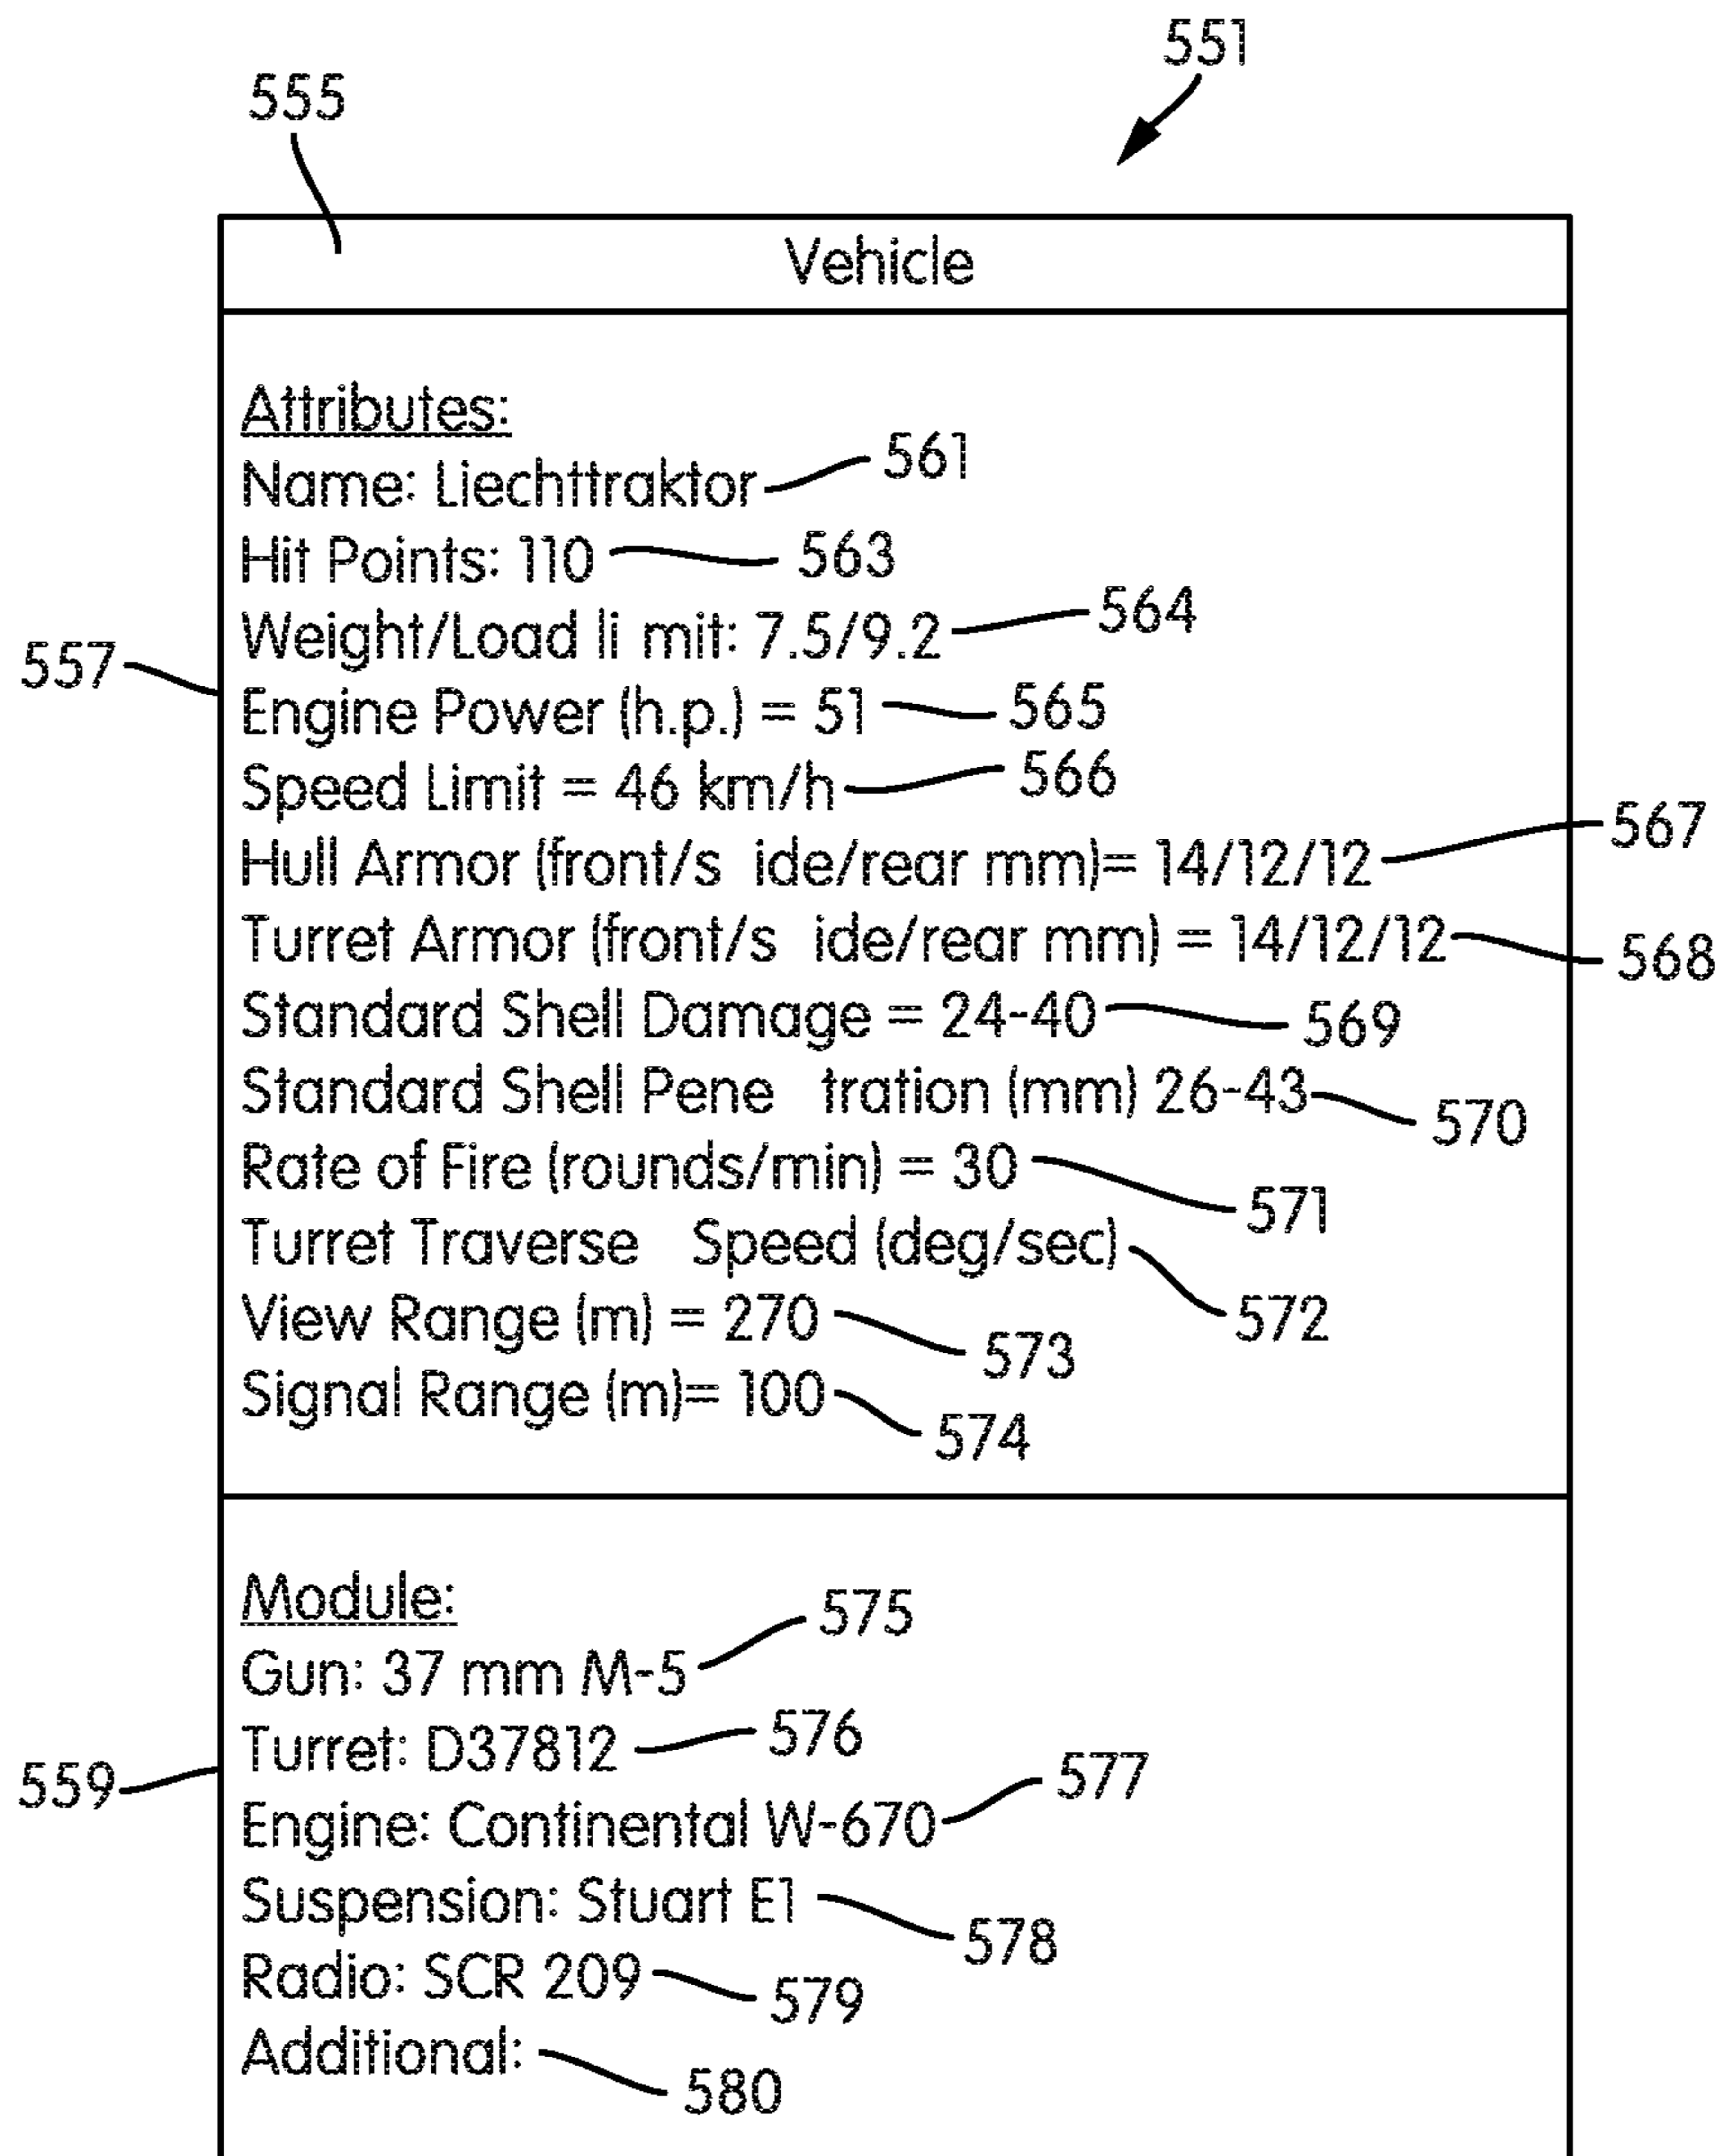 551
555
Vehicle
Attributes:
Name: Liechttraktor 561
Hit Points: 110 563
Weight/Load li mit: 7.5/9.2 564
557
Engine Power (h.p.) = 51 565
Speed Limit = 46 km/h 566
Hull Armor (front/s ide/rear mm)= 14/12/12 567
Turret Armor (front/s ide/rear mm) = 14/12/12 568
Standard Shell Damage = 24-40 569
Standard Shell Pene tration (mm) 26-43 570
Rate of Fire (rounds/min) = 30 571
Turret Traverse Speed (deg/sec) 572
View Range (m) = 270 573
Signal Range (m)= 100 574
Module:
Gun: 37 mm M-5 575
Turret: D37812 576
559
Engine: Continental W-670 577
Suspension: Stuart E1 578
Radio: SCR 209 579
Additional: 580